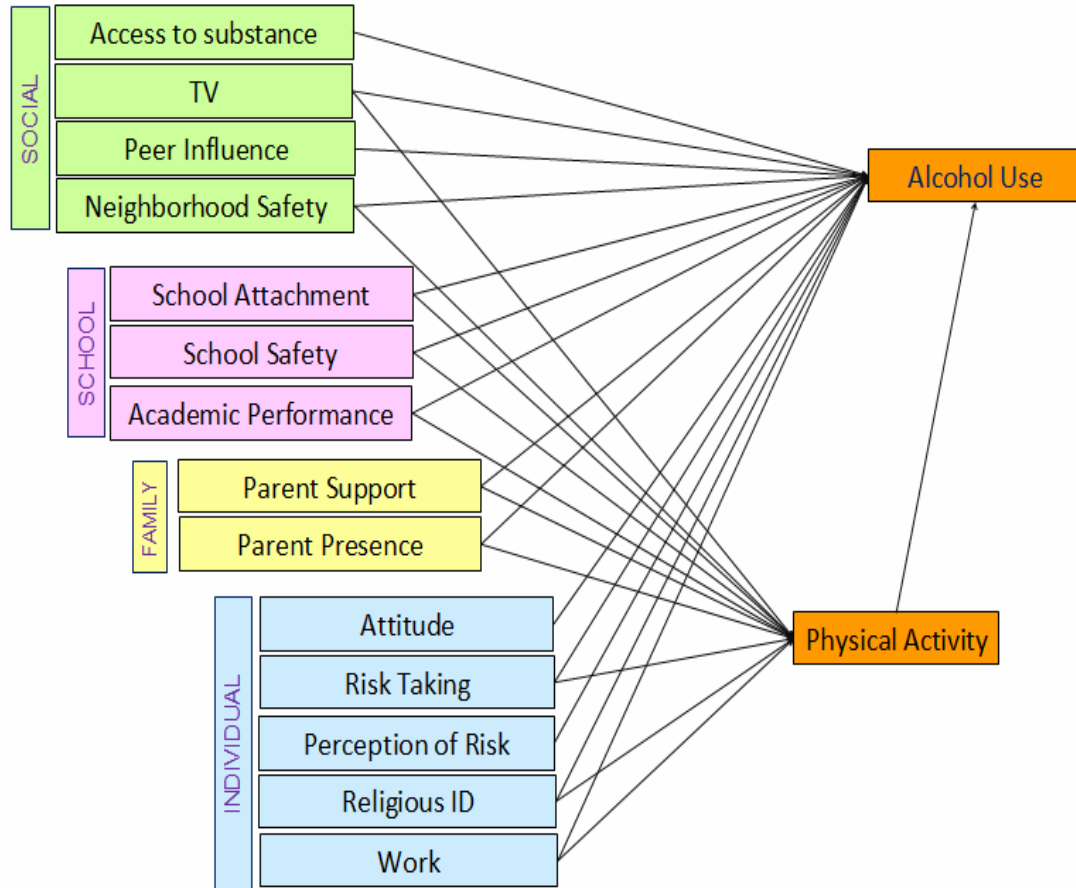 SOCIAL
Access to substance
TV
Peer Influence
Neighborhood Safety
SCHOOL
School Attachment
School Safety
Academic Performance
FAMILY
Parent Support
Parent Presence
INDIVIDUAL
Attitude
Risk Taking
Perception of Risk
Religious ID
Work
Alcohol Use
Physical Activity